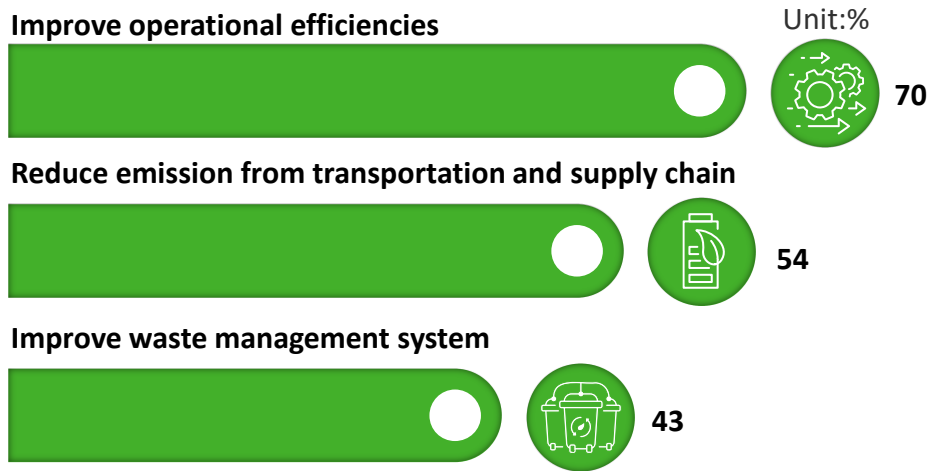 Improve operational efficiencies
Unit:%
70
Reduce emission from transportation and supply chain
54
Improve waste management system
43